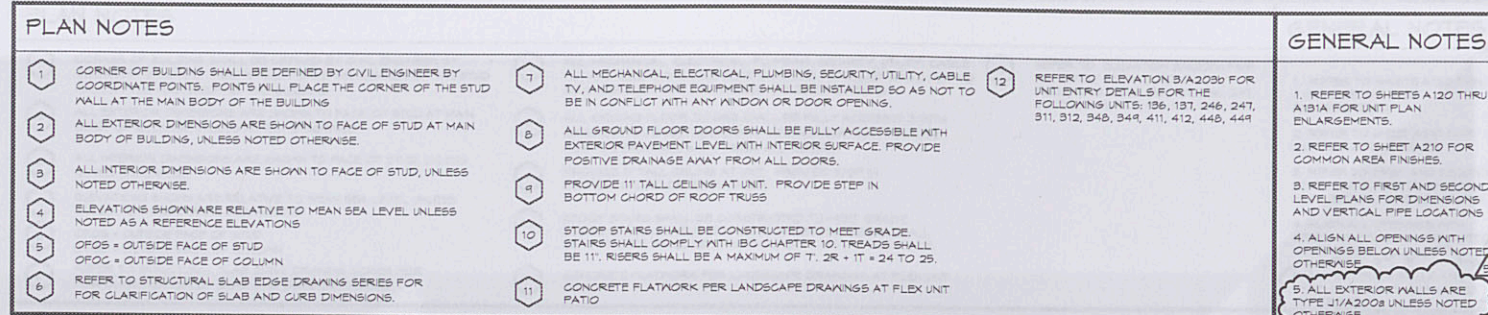 PLAN NOTES
1
CORNER OF BUILDING SHALL BE DEFINED BY CIVIL ENGINEER BY
COORDINATE POINTS. POINTS WILL PLACE THE CORNER OF THE STUD
WALL AT THE MAIN BODY OF THE BUILDING
2
ALL EXTERIOR DIMENSIONS ARE SHOWN TO FACE OF STUD AT MAIN
BODY OF BUILDING, UNLESS NOTED OTHERWISE.
3
ALL INTERIOR DIMENSIONS ARE SHOWN TO FACE OF STUD, UNLESS
NOTED OTHERWISE.
4
ELEVATIONS SHOWN ARE RELATIVE TO MEAN SEA LEVEL UNLESS
NOTED AS A REFERENCE ELEVATIONS
5
OFOS = OUTSIDE FACE OF STUD
OFOC = OUTSIDE FACE OF COLUMN
6
REFER TO STRUCTURAL SLAB EDGE DRAWING SERIES FOR
FOR CLARIFICATION OF SLAB AND CURB DIMENSIONS.
7
ALL MECHANICAL, ELECTRICAL, PLUMBING, SECURITY, UTILITY, CABLE
TV, AND TELEPHONE EQUIPMENT SHALL BE INSTALLED SO AS NOT TO
BE IN CONFLICT WITH ANY WINDOW OR DOOR OPENING.
8
ALL GROUND FLOOR DOORS SHALL BE FULLY ACCESSIBLE WITH
EXTERIOR PAVEMENT LEVEL WITH INTERIOR SURFACE. PROVIDE
POSITIVE DRAINAGE AWAY FROM ALL DOORS.
9
PROVIDE 11' TALL CEILING AT UNIT. PROVIDE STEP IN
BOTTOM CHORD OF ROOF TRUSS
10
STOOP STAIRS SHALL BE CONSTRUCTED TO MEET GRADE.
STAIRS SHALL COMPLY WITH IBC CHAPTER 10. TREADS SHALL
BE 11". RISERS SHALL BE A MAXIMUM OF 7". 2R + 1T = 24 TO 25.
11
CONCRETE FLATWORK PER LANDSCAPE DRAWINGS AT FLEX UNIT
PATIO
12
REFER TO ELEVATION 3/A203b FOR
UNIT ENTRY DETAILS FOR THE
FOLLOWING UNITS: 136, 137, 246, 247,
311, 312, 348, 349, 411, 412, 448, 449
GENERAL NOTES
1. REFER TO SHEETS A120 THRU
A131A FOR UNIT PLAN
ENLARGEMENTS.
2. REFER TO SHEET A210 FOR
COMMON AREA FINISHES.
3. REFER TO FIRST AND SECOND
LEVEL PLANS FOR DIMENSIONS
AND VERTICAL PIPE LOCATIONS
4. ALIGN ALL OPENINGS WITH
OPENINGS BELOW UNLESS NOTED
OTHERWISE
5. ALL EXTERIOR WALLS ARE
TYPE J1/A200a UNLESS NOTED
OTHERWISE